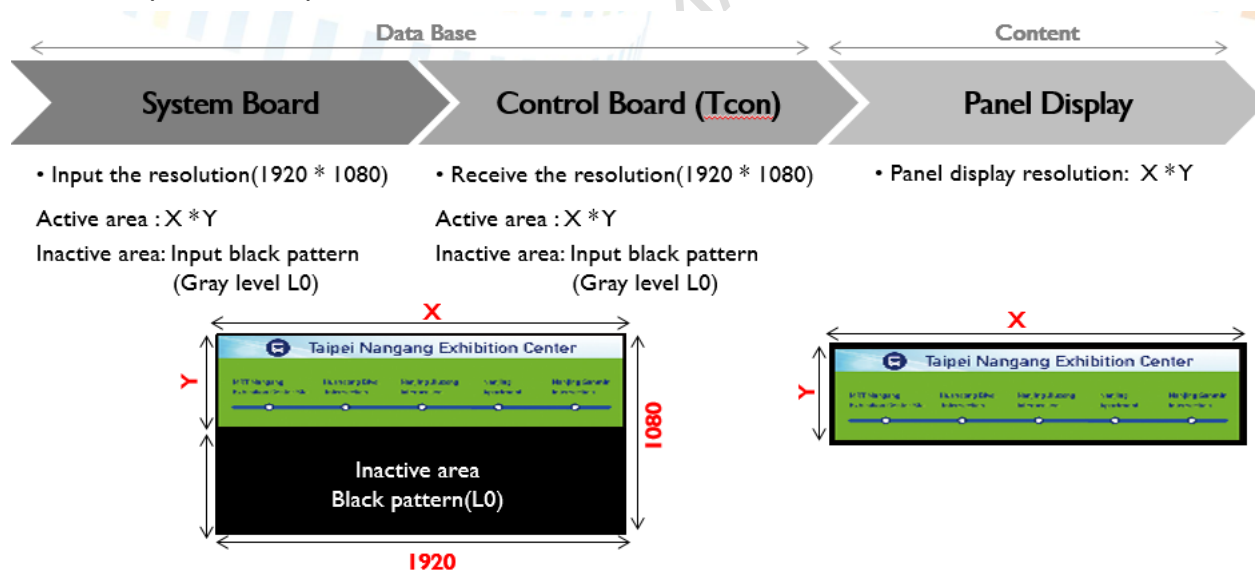 Data Base
Content
System Board
Control Board (Tcon)
Panel Display
• Input the resolution(1920 * 1080)
Active area : X * Y
Inactive area: Input black pattern
(Gray level L0)
• Receive the resolution(1920 * 1080)
Active area : X * Y
Inactive area: Input black pattern
(Gray level L0)
• Panel display resolution: X * Y
X
Y
Taipei Nangang Exhibition Center
Inactive area
Black pattern(L0)
1080
1920
X
Y
Taipei Nangang Exhibition Center